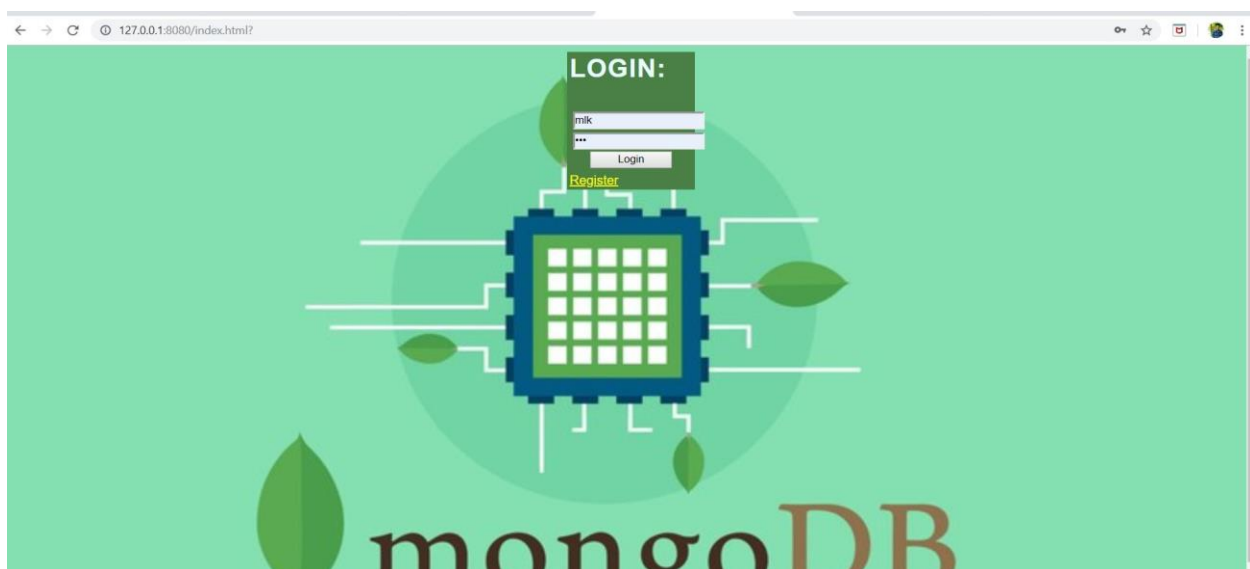 127.0.0.1:8080/index.html?
LOGIN:
mlk
•••
Login
Register
mongoDB